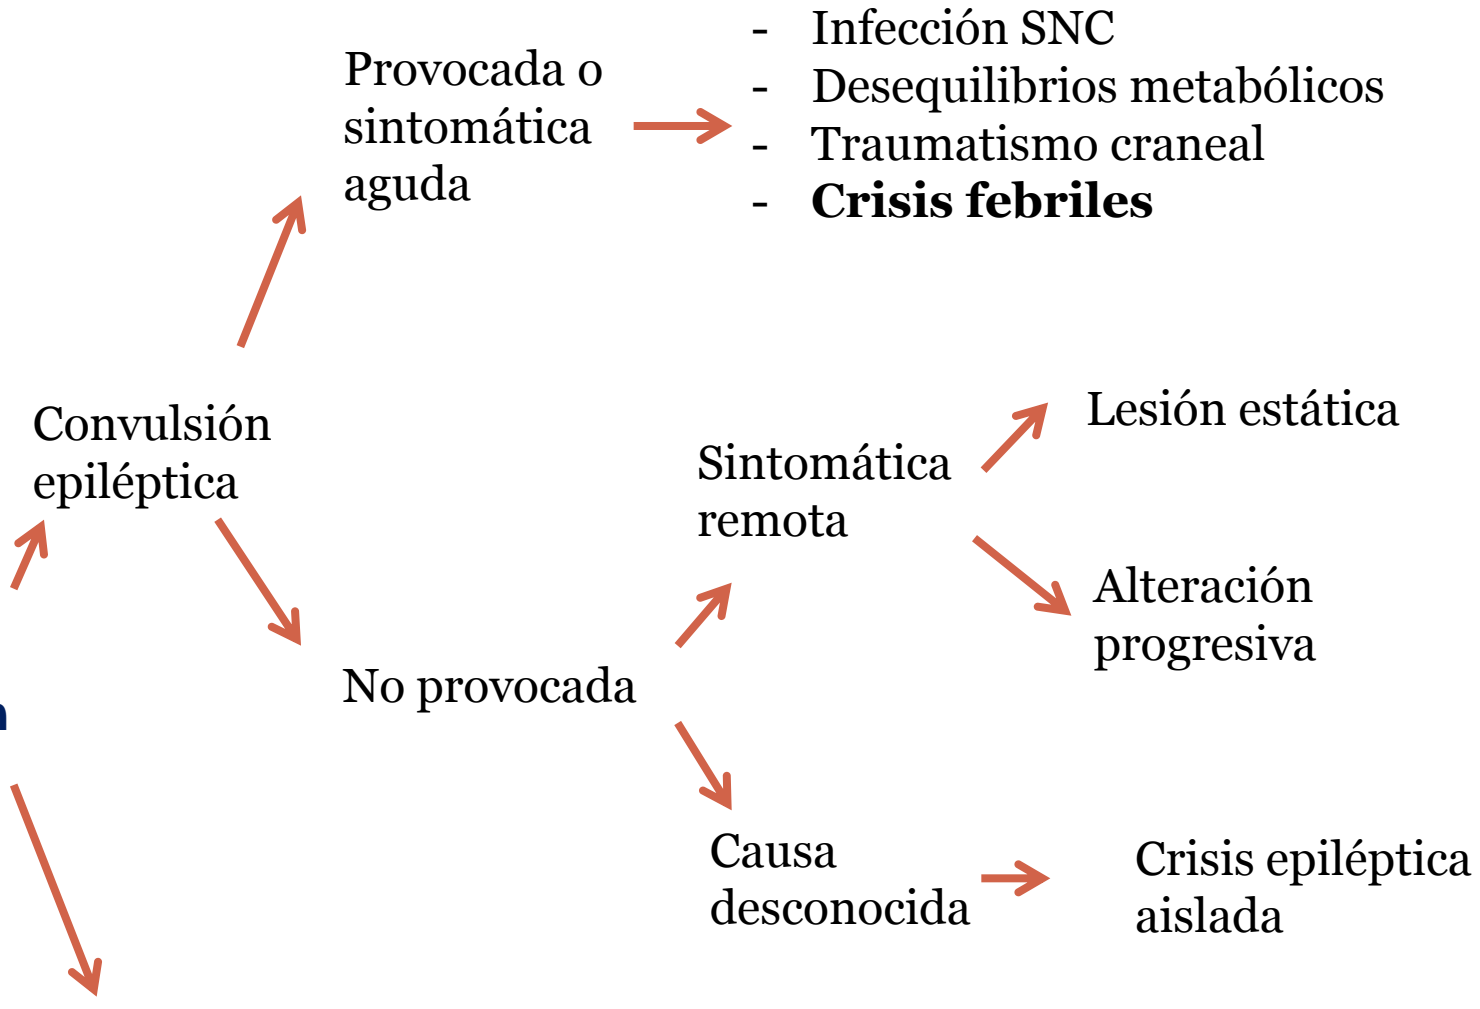 Provocada o
sintomática
aguda
- Infección SNC
- Desequilibrios metabólicos
- Traumatismo craneal
- Crisis febriles
Convulsión
epiléptica
No provocada
Sintomática
remota
Lesión estática
Alteración
progresiva
Causa
desconocida
Crisis epiléptica
aislada